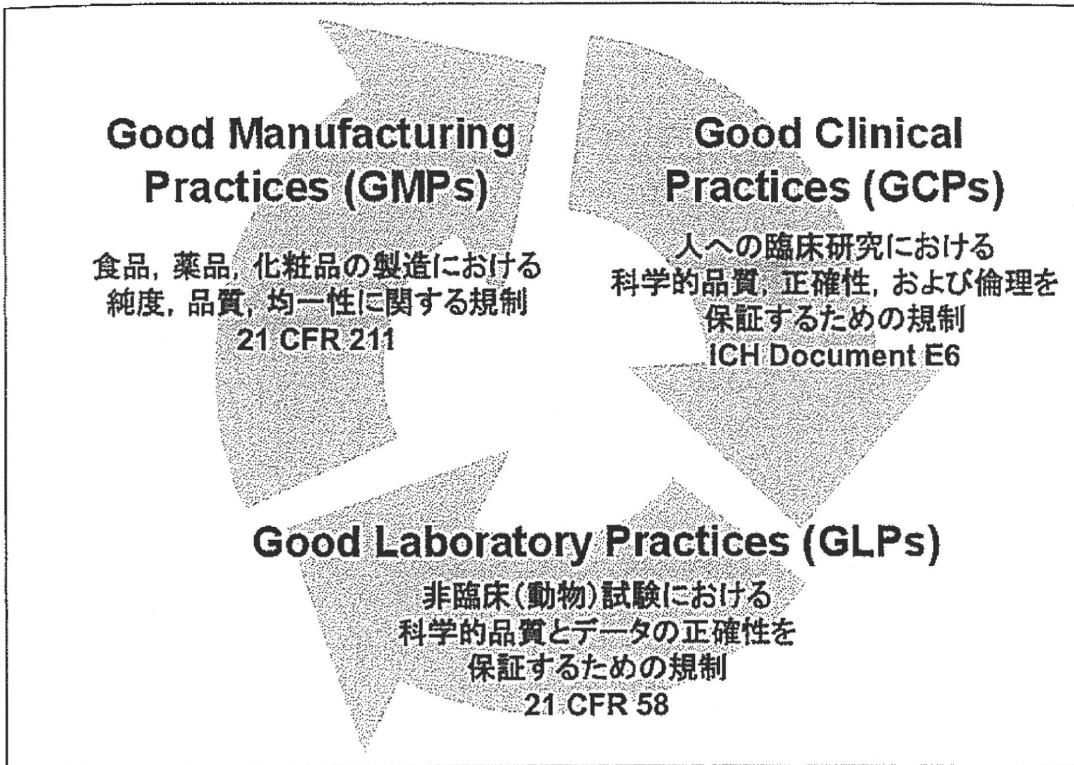 Good Manufacturing
Practices (GMPs)
食品, 薬品, 化粧品の製造における
純度, 品質, 均一性に関する規制
21 CFR 211
Good Clinical
Practices (GCPs)
人への臨床研究における
科学的品質, 正確性, および倫理を
保証するための規制
ICH Document E6
Good Laboratory Practices (GLPs)
非臨床(動物)試験における
科学的品質とデータの正確性を
保証するための規制
21 CFR 58